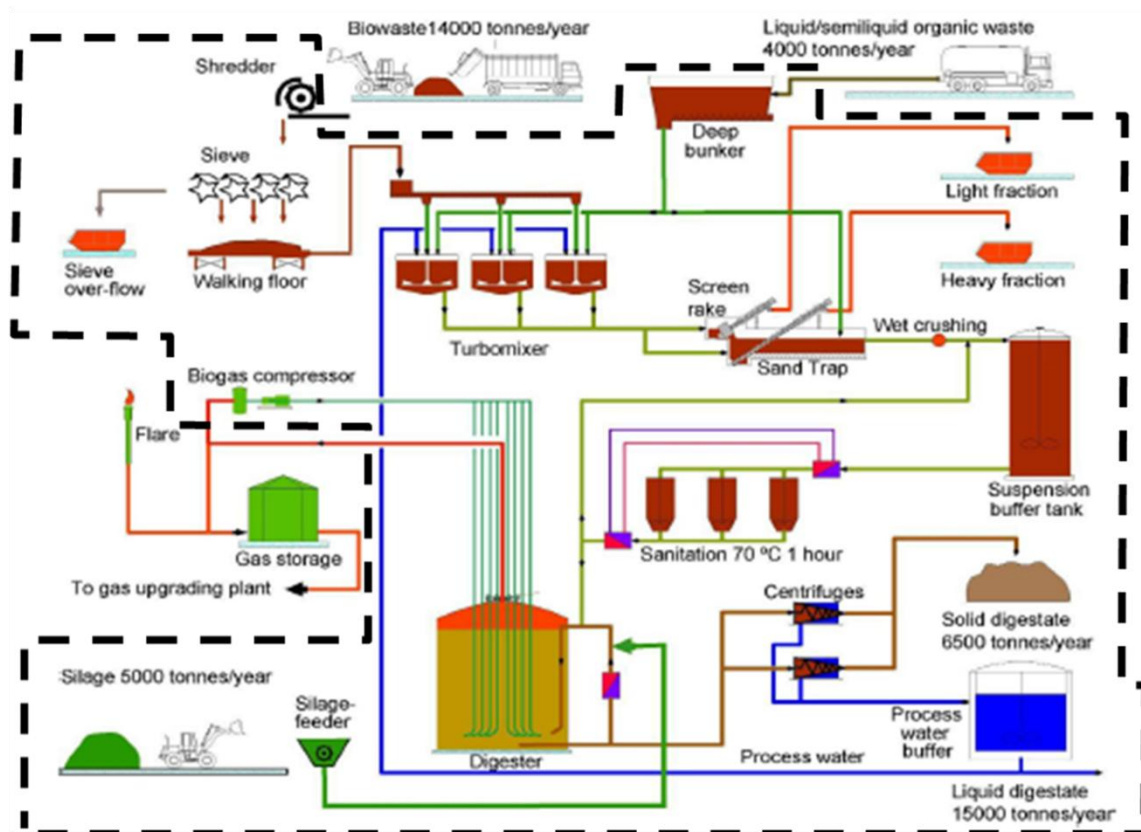 Biowaste14000 tonnes/year
Liquid/semiliquid organic waste
4000 tonnes/year
Shredder
Deep
bunker
Sieve
Light fraction
Sieve
over-flow
Walking floor
Heavy fraction
Screen
rake
Wet crushing
Turbomixer
Sand Trap
Biogas compressor
Flare
Suspension
buffer tank
Gas storage
Sanitation 70 ºC 1 hour
To gas upgrading plant
Centrifuges
Solid digestate
6500 tonnes/year
Silage 5000 tonnes/year
Silage-
feeder
Process
water
buffer
Digester
Process water
Liquid digestate
15000 tonnes/year